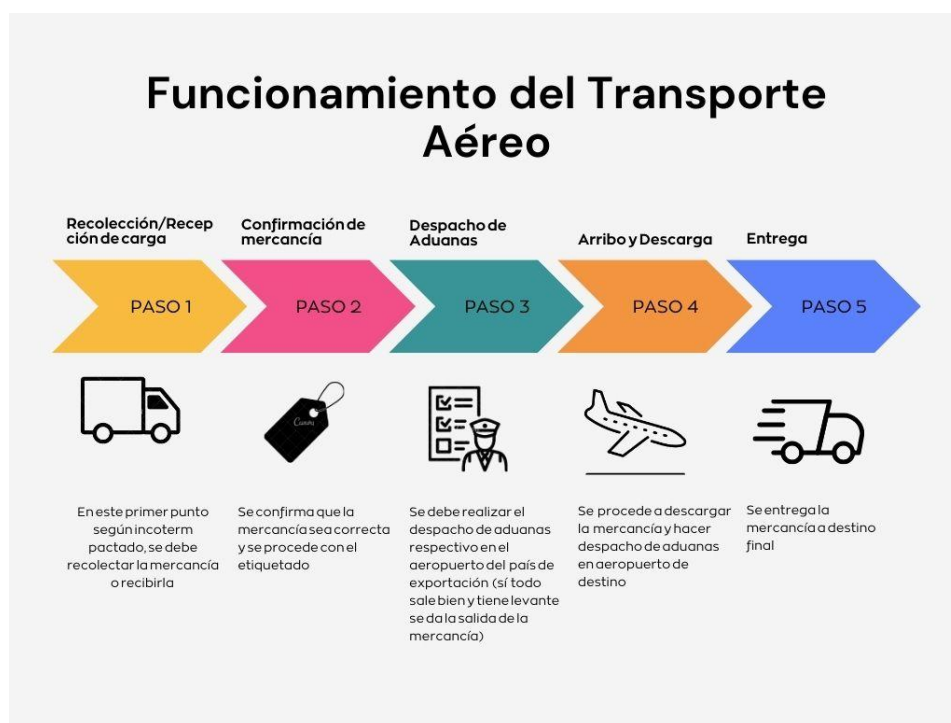 Funcionamiento del Transporte
Aéreo
Recolección/Recep
ción de carga
Confirmación de
mercancía
Despacho de
Aduanas
Arribo y Descarga
Entrega
PASO 1
PASO 2
PASO 3
PASO 4
PASO 5
Canva
En este primer punto
según incoterm
pactado, se debe
recolectar la mercancía
o recibirla
Se confirma que la
mercancía sea correcta
y se procede con el
etiquetado
Se debe realizar el
despacho de aduanas
respectivo en el
aeropuerto del país de
exportación (sí todo
sale bien y tiene levante
se da la salida de la
mercancía)
Se procede a descargar
la mercancía y hacer
despacho de aduanas
en aeropuerto de
destino
Se entrega la
mercancía a destino
final